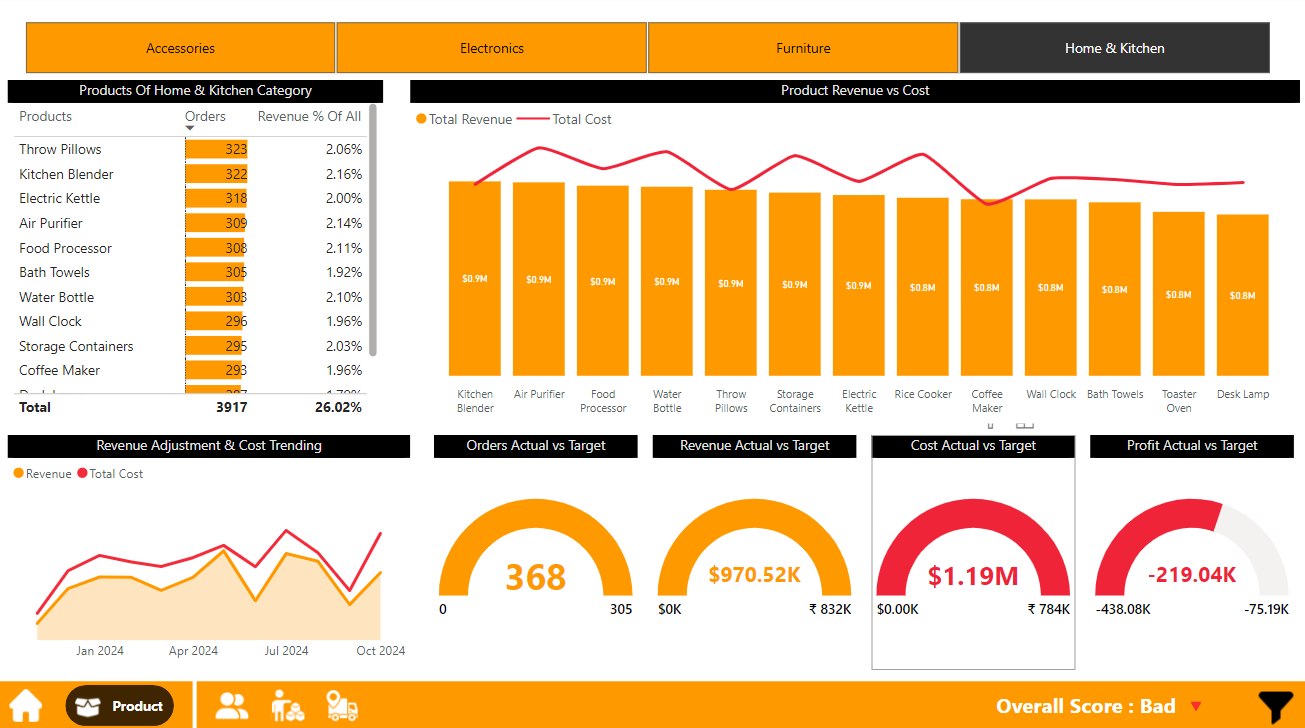 Accessories
Electronics
Furniture
Home & Kitchen
Products Of Home & Kitchen Category
Products Orders Revenue % Of All
Throw Pillows 323 2.06%
Kitchen Blender 322 2.16%
Electric Kettle 318 2.00%
Air Purifier 309 2.14%
Food Processor 308 2.11%
Bath Towels 305 1.92%
Water Bottle 303 2.10%
Wall Clock 296 1.96%
Storage Containers 295 2.03%
Coffee Maker 293 1.96%
Total 3917 26.02%
Product Revenue vs Cost
Total Revenue Total Cost
$0.9M $0.9M $0.9M $0.9M $0.9M $0.9M $0.9M $0.8M $0.8M $0.8M $0.8M $0.8M $0.8M
Kitchen Blender
Air Purifier
Food Processor
Water Bottle
Throw Pillows
Storage Containers
Electric Kettle
Rice Cooker
Coffee Maker
Wall Clock
Bath Towels
Toaster Oven
Desk Lamp
Revenue Adjustment & Cost Trending
Revenue Total Cost
Jan 2024 Apr 2024 Jul 2024 Oct 2024
Orders Actual vs Target
368
0 305
Revenue Actual vs Target
$970.52K
$0K ₹ 832K
Cost Actual vs Target
$1.19M
$0.00K ₹ 784K
Profit Actual vs Target
-219.04K
-438.08K -75.19K
Product
Overall Score : Bad